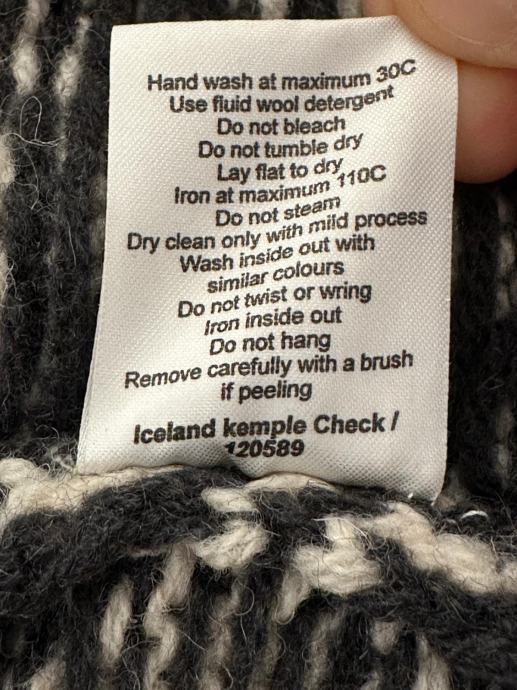 Hand wash at maximum 30C
Use fluid wool detergent
Do not bleach
Do not tumble dry
Lay flat to dry
Iron at maximum 110C
Do not steam
Dry clean only with mild process
Wash inside out with
similar colours
Do not twist or wring
Iron inside out
Do not hang
Remove carefully with a brush
if peeling
Iceland kemple Check /
120589